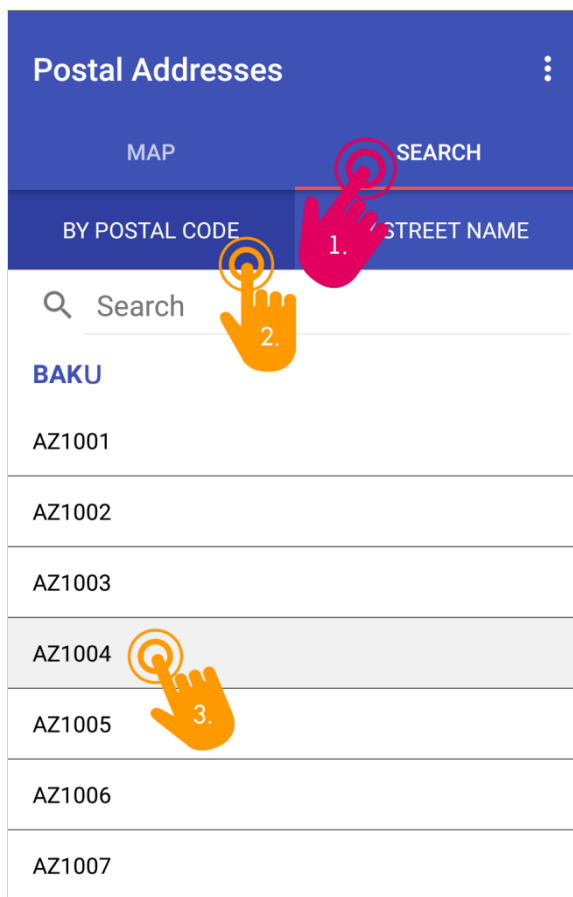 Postal Addresses
MAP SEARCH
BY POSTAL CODE STREET NAME
1.
Search
2.
BAKU
AZ1001
AZ1002
AZ1003
AZ1004
3.
AZ1005
AZ1006
AZ1007